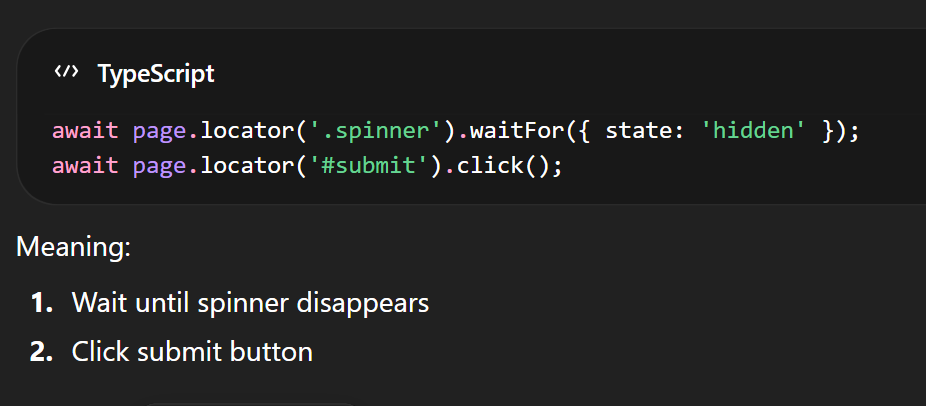 TypeScript
await page.locator('.spinner').waitFor({ state: 'hidden' });
await page.locator('#submit').click();
Meaning:
1. Wait until spinner disappears
2. Click submit button